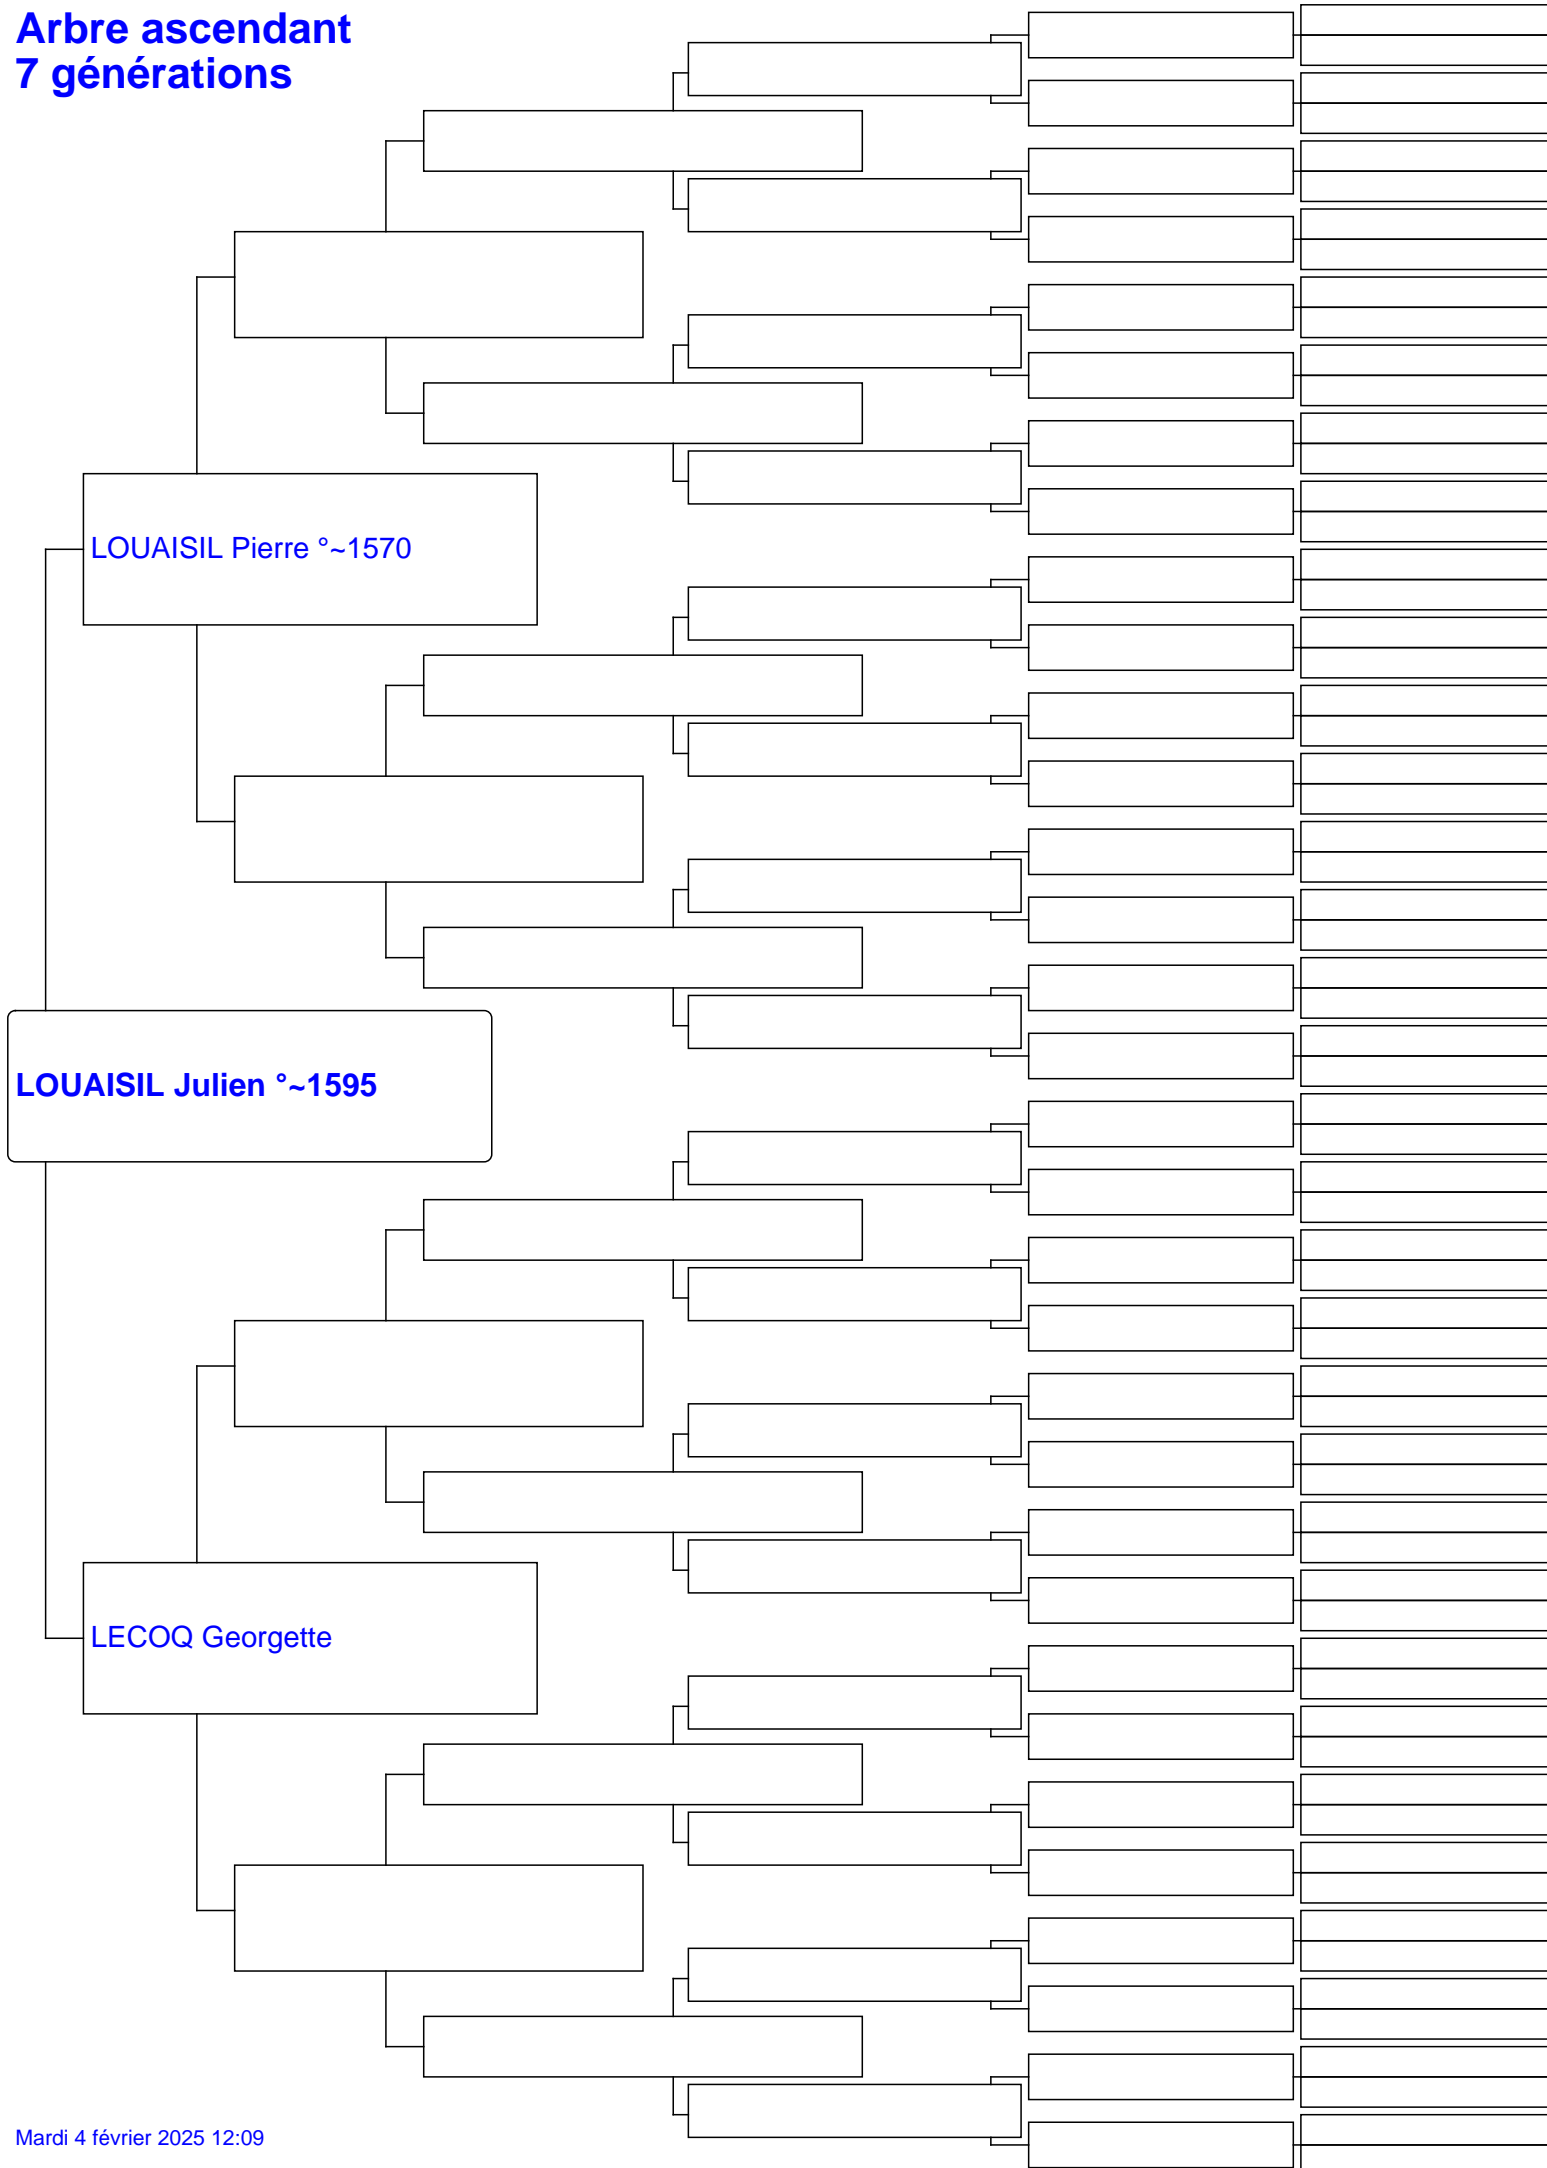 Arbre ascendant
7 générations
LOUAISIL Pierre °~1570
LOUAISIL Julien °~1595
LECOQ Georgette
Mardi 4 février 2025 12:09